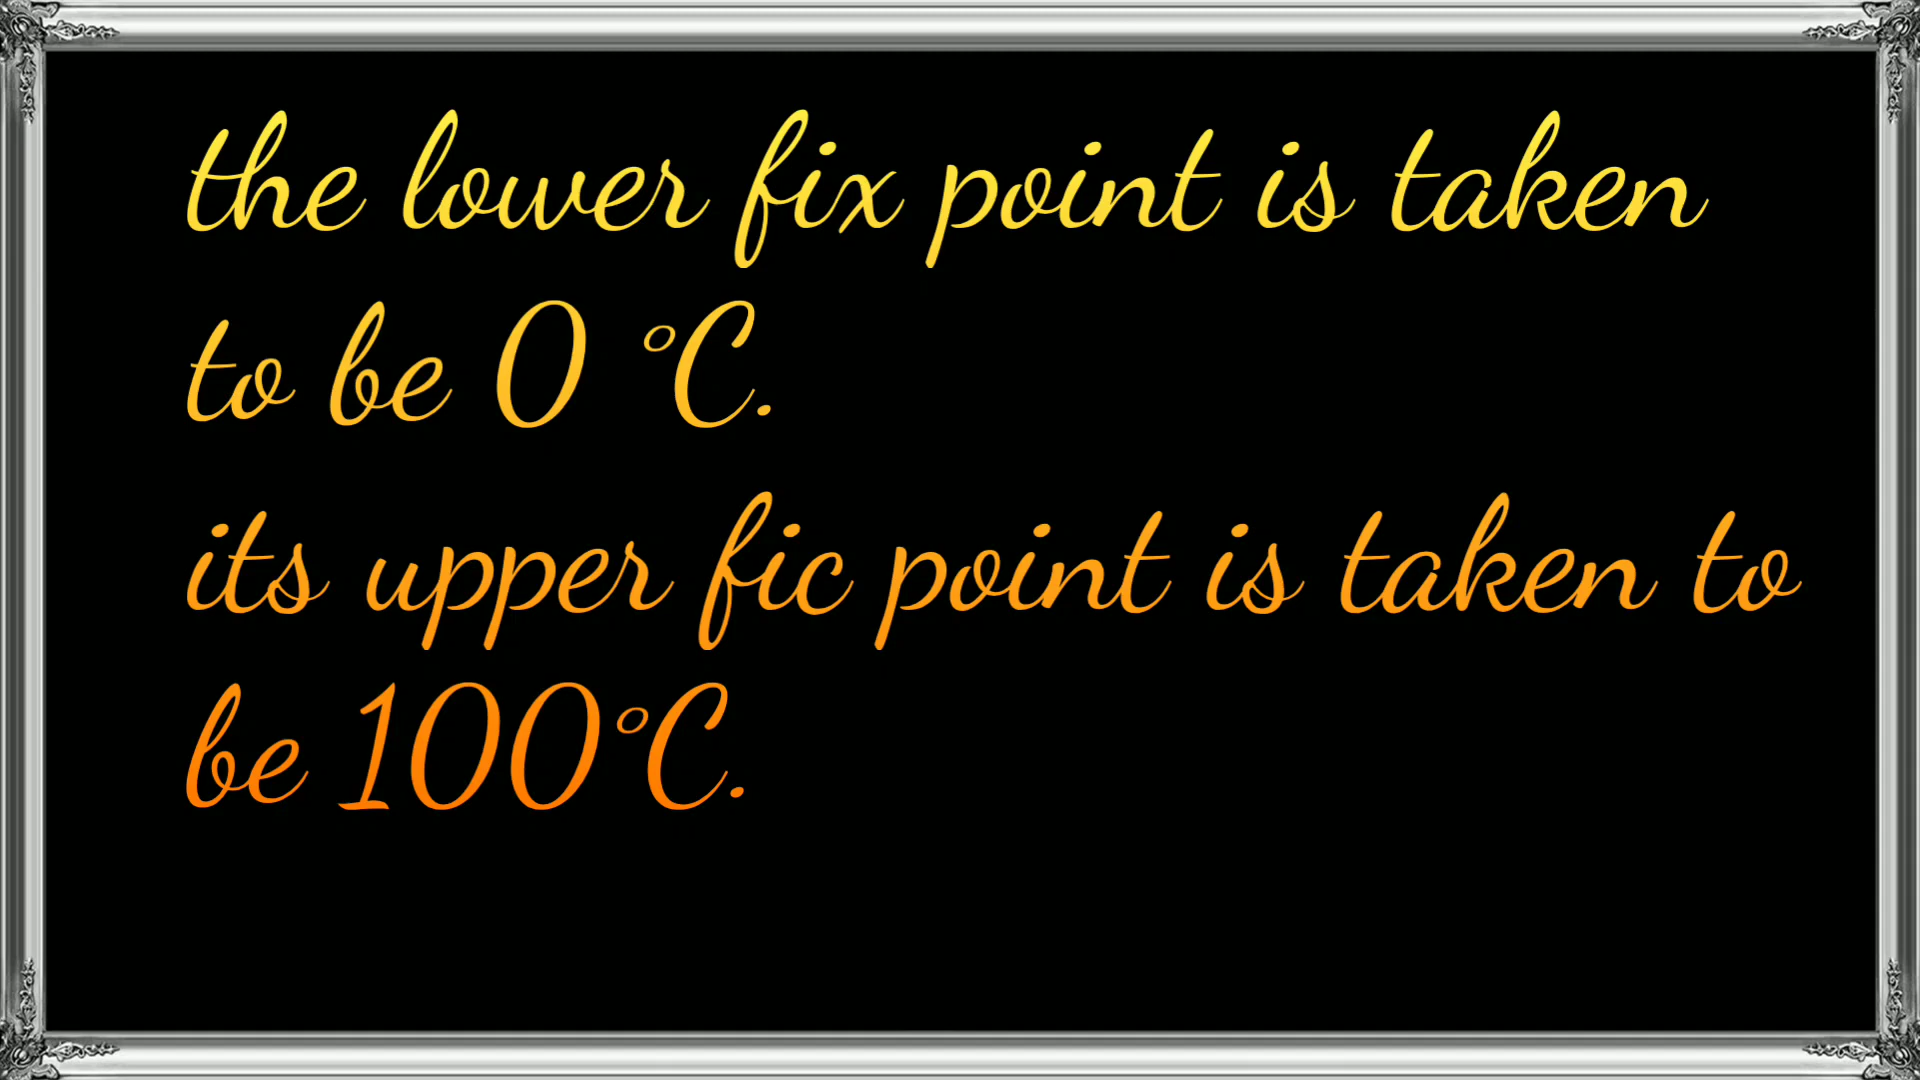 the lower fix point is taken
to be 0 °C.
its upper fic point is taken to
be 100°C.